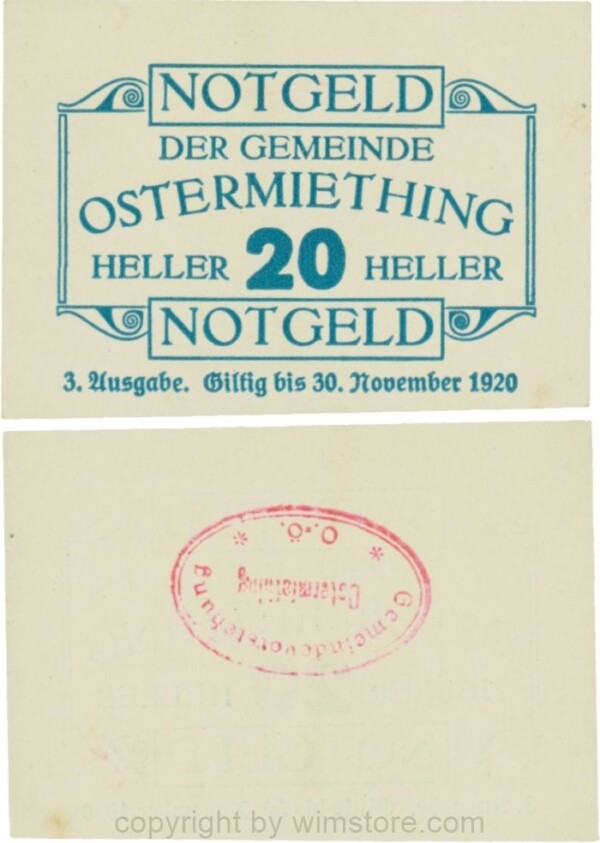 NOTGELD
DER GEMEINDE
OSTERMIETHING
HELLER 20 HELLER
NOTGELD
3. Ausgabe. Giltig bis 30. November 1920
Gemeindevorstehung
Ostermiething
* O.-Ö. *
copyright by wimstore.com